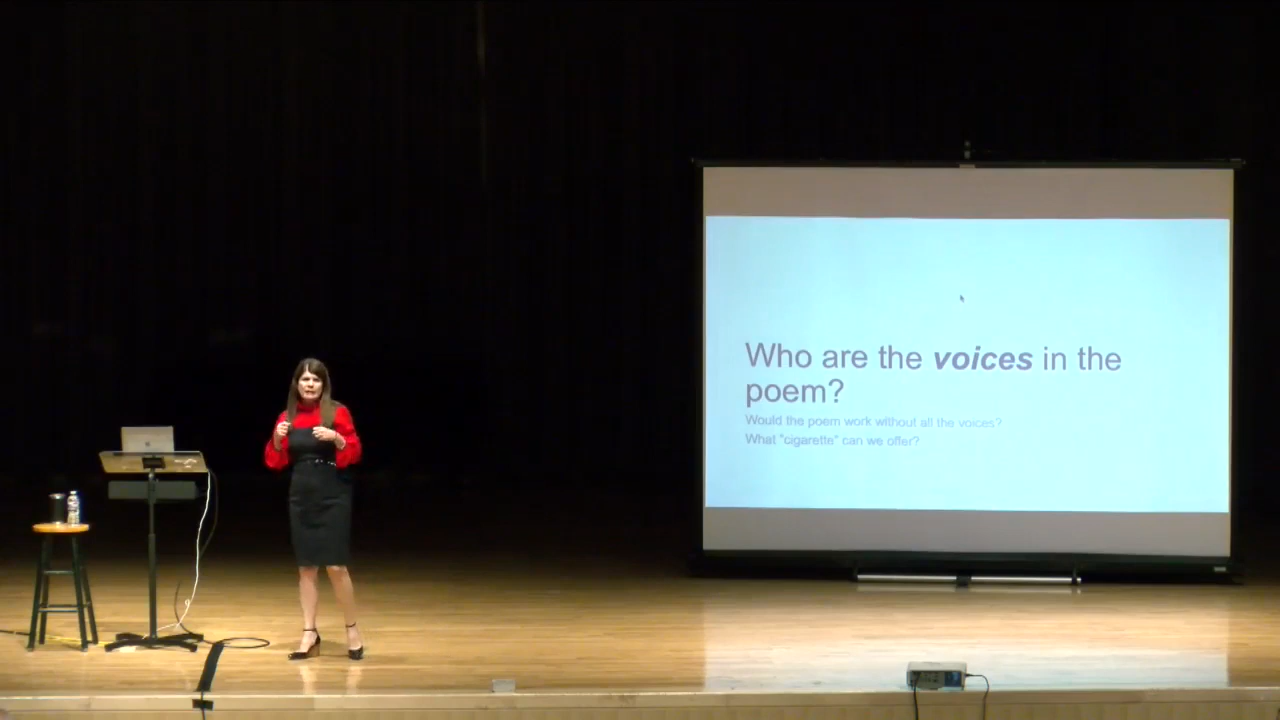 Who are the voices in the
poem?
Would the poem work without all the voices?
What "cigarette" can we offer?